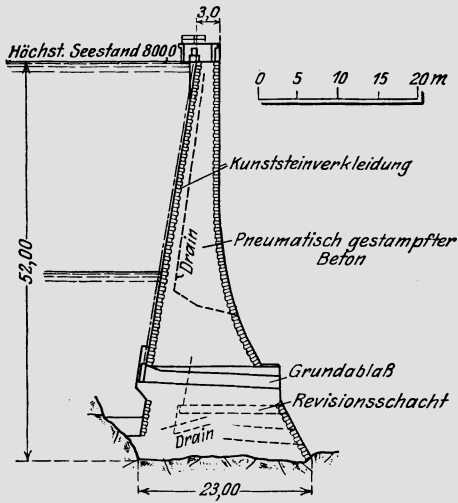 3,0
Höchst. Seestand 800,0
0 5 10 15 20 m
Kunststeinverkleidung
Drain
Pneumatisch gestampfter
Beton
52,00
Grundablaß
Revisionsschacht
Drain
23,00